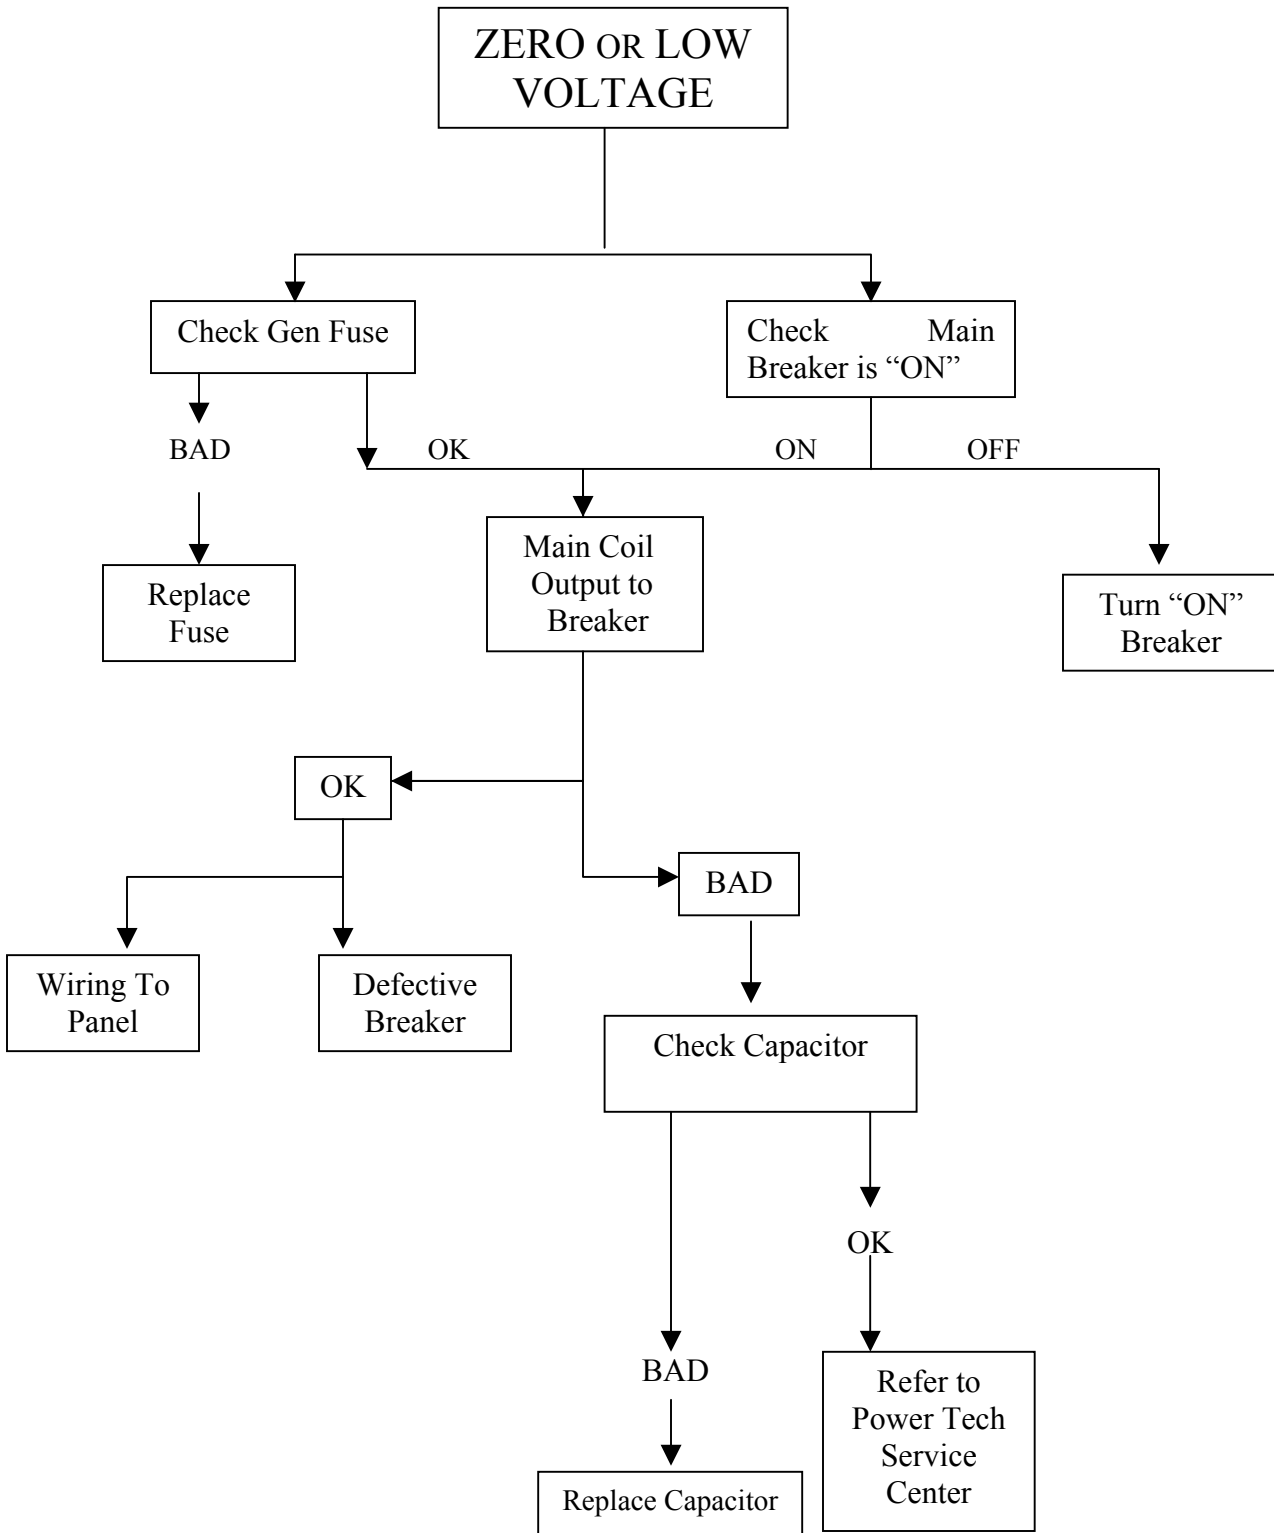 ZERO OR LOW
VOLTAGE
Check Gen Fuse
Check Main
Breaker is “ON”
BAD
OK
ON
OFF
Main Coil
Output to
Breaker
Replace
Fuse
Turn “ON”
Breaker
OK
BAD
Wiring To
Panel
Defective
Breaker
Check Capacitor
OK
BAD
Refer to
Power Tech
Service
Center
Replace Capacitor